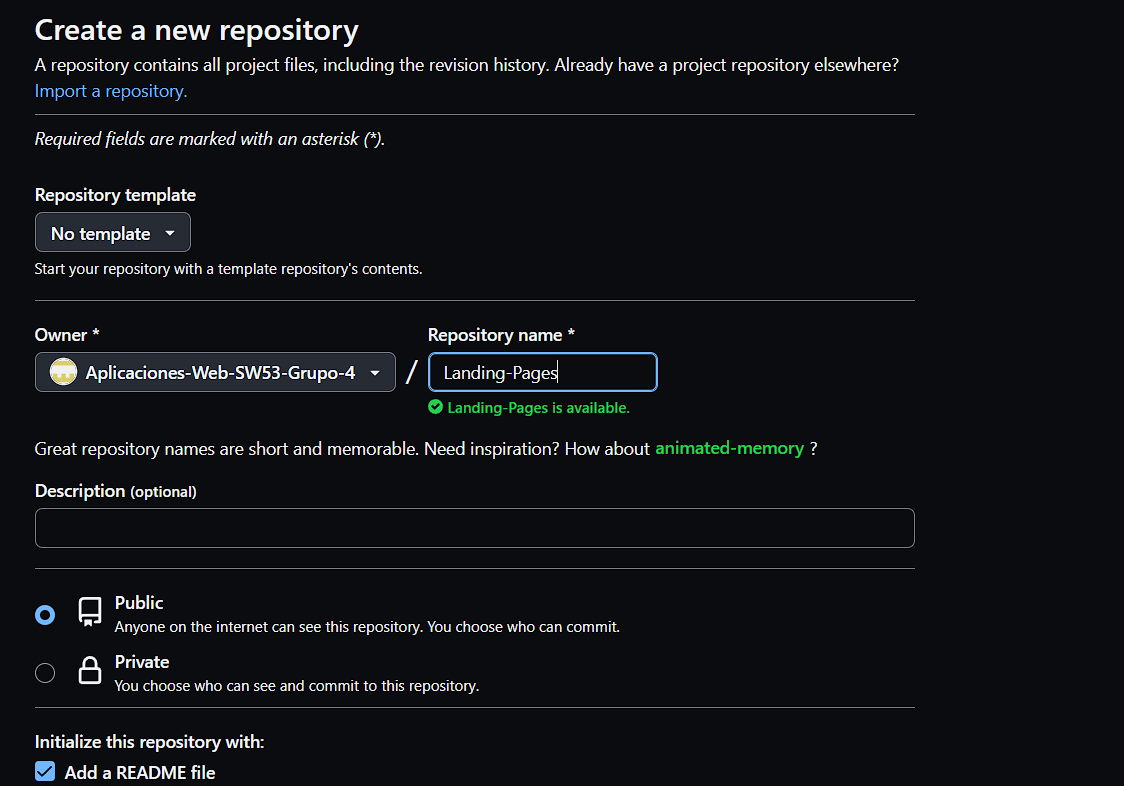 Create a new repository
A repository contains all project files, including the revision history. Already have a project repository elsewhere?
Import a repository.
Required fields are marked with an asterisk (*).
Repository template
No template
Start your repository with a template repository's contents.
Owner *
Repository name *
Aplicaciones-Web-SW53-Grupo-4 / Landing-Pages
Landing-Pages is available.
Great repository names are short and memorable. Need inspiration? How about animated-memory ?
Description (optional)
Public
Anyone on the internet can see this repository. You choose who can commit.
Private
You choose who can see and commit to this repository.
Initialize this repository with:
Add a README file